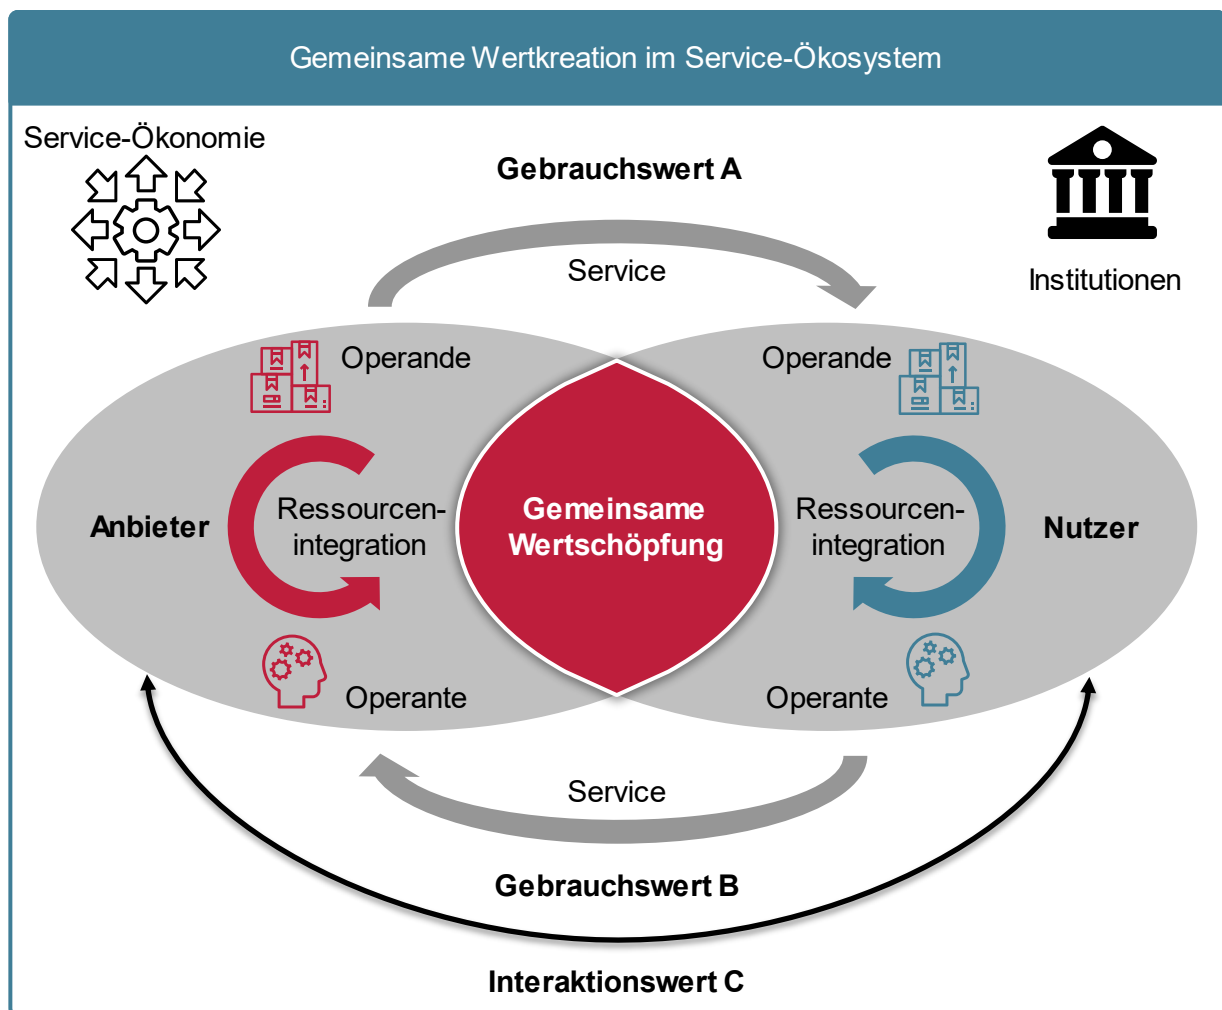 Gemeinsame Wertkreation im Service-Ökosystem
Service-Ökonomie
Gebrauchswert A
Service
Institutionen
Operande
Operande
Anbieter
Ressourcen-
integration
Gemeinsame
Wertschöpfung
Ressourcen-
integration
Nutzer
Operante
Operante
Service
Gebrauchswert B
Interaktionswert C